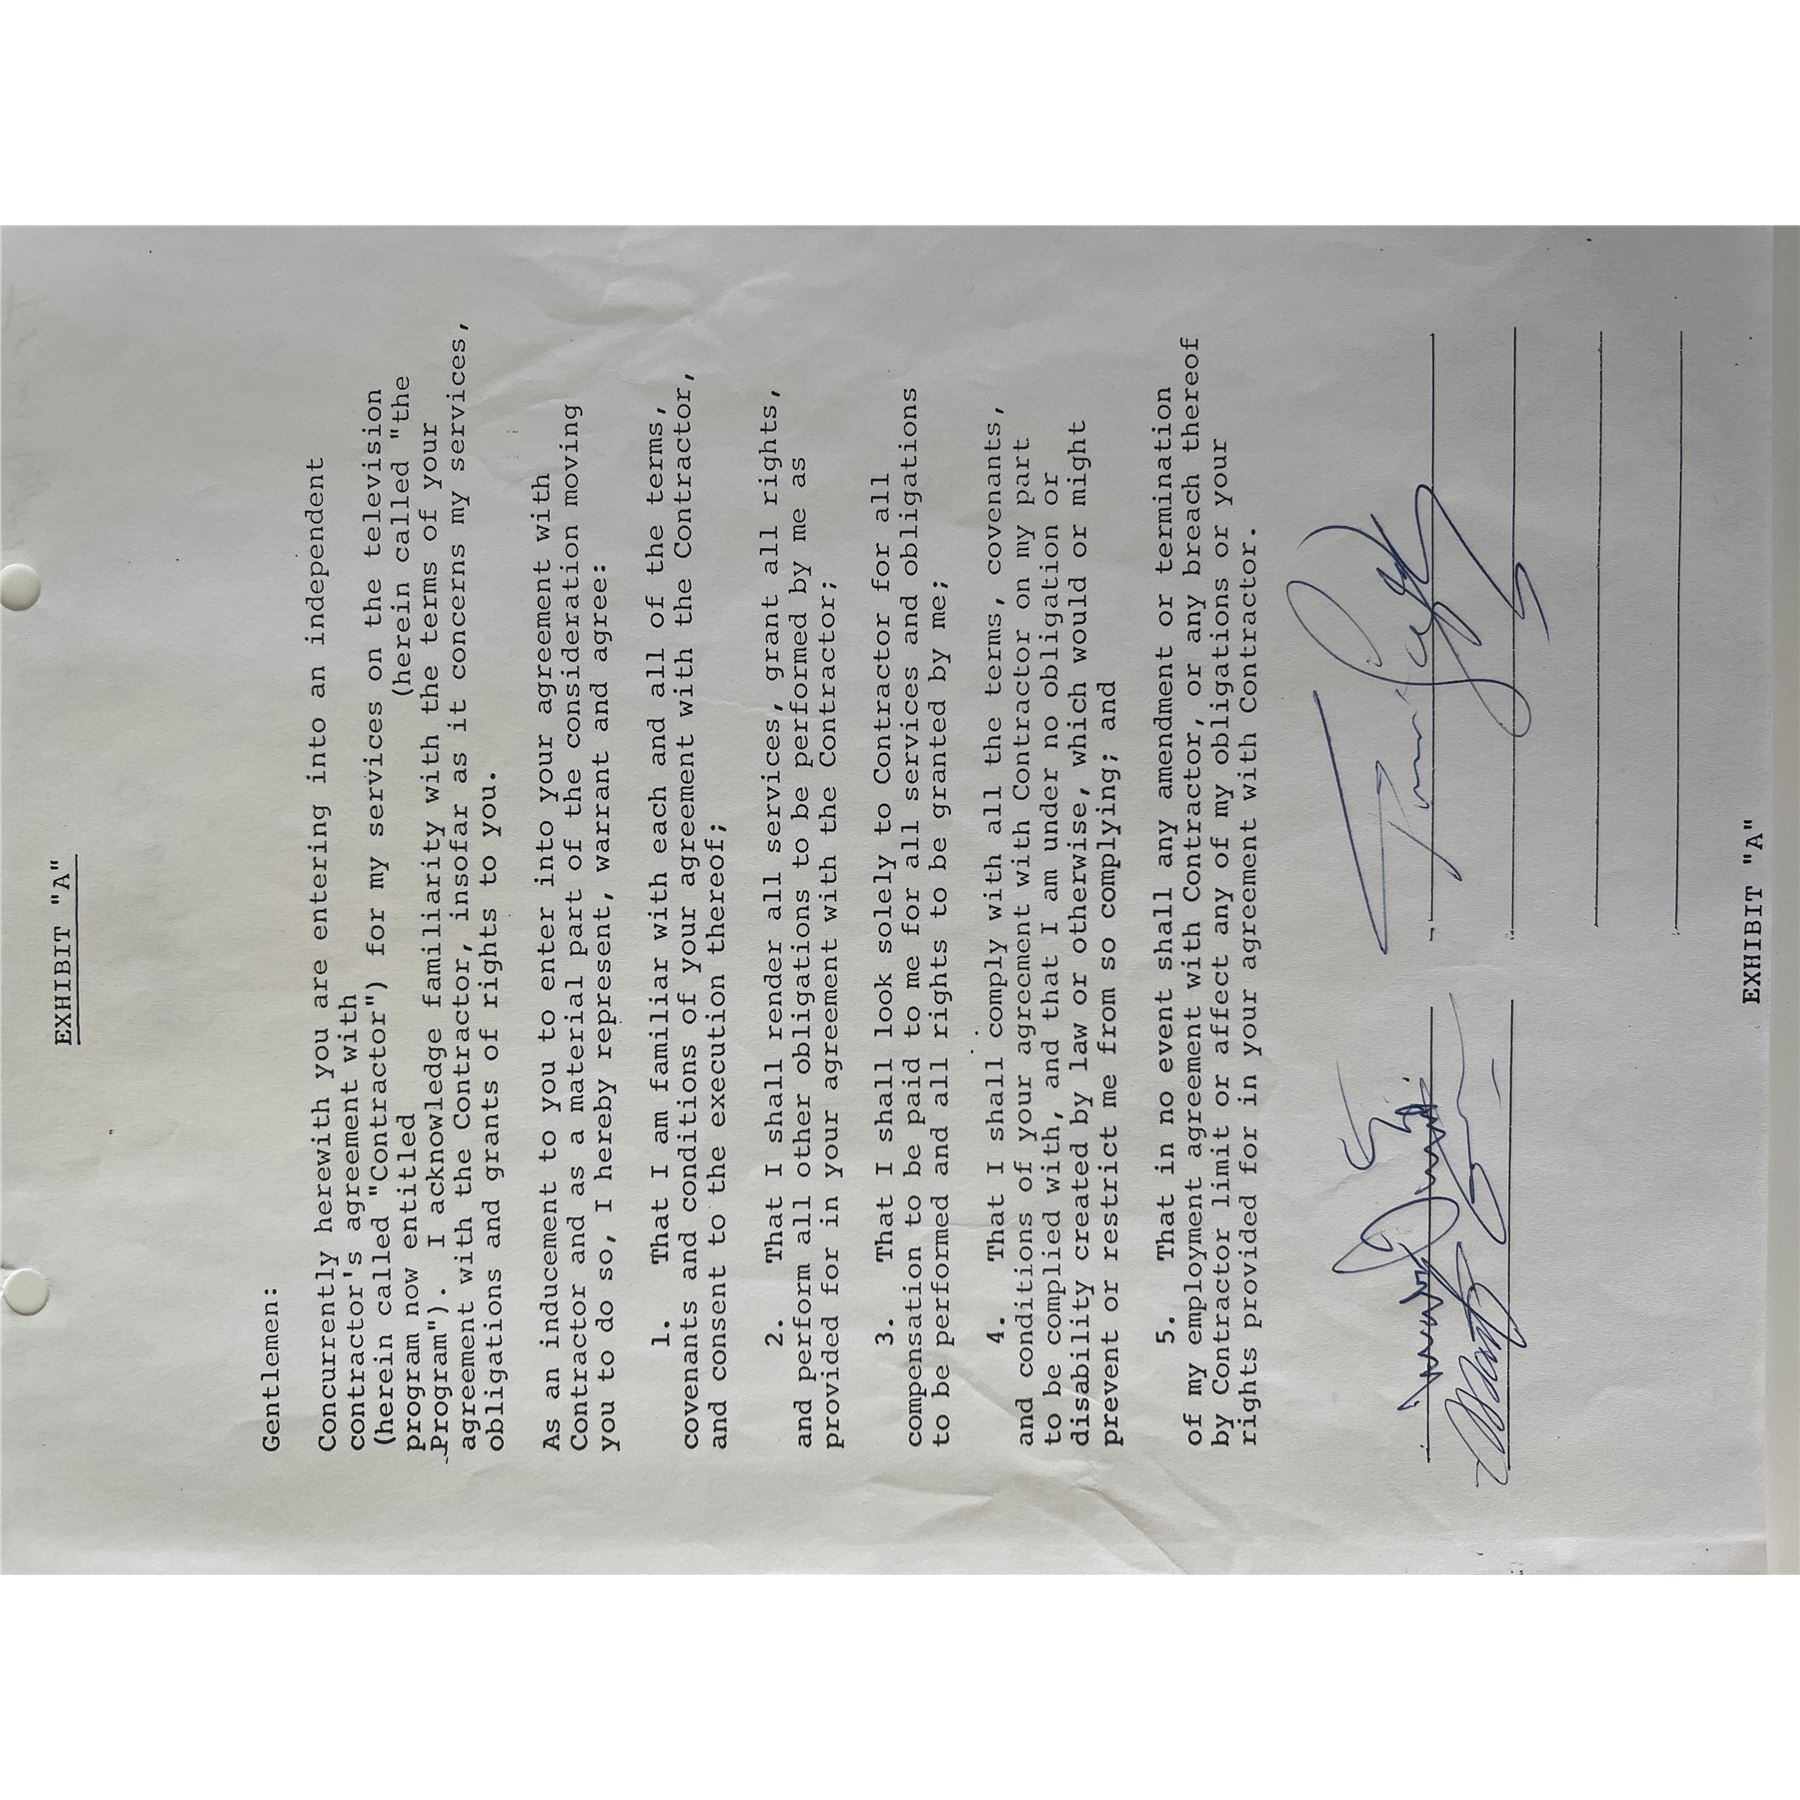 EXHIBIT "A"
Gentlemen:
Concurrently herewith you are entering into an independent
contractor's agreement with
(herein called "Contractor") for my services on the television
program now entitled (herein called "the
Program"). I acknowledge familiarity with the terms of your
agreement with the Contractor, insofar as it concerns my services,
obligations and grants of rights to you.
As an inducement to you to enter into your agreement with
Contractor and as a material part of the consideration moving
you to do so, I hereby represent, warrant and agree:
1. That I am familiar with each and all of the terms,
covenants and conditions of your agreement with the Contractor,
and consent to the execution thereof;
2. That I shall render all services, grant all rights,
and perform all other obligations to be performed by me as
provided for in your agreement with the Contractor;
3. That I shall look solely to Contractor for all
compensation to be paid to me for all services and obligations
to be performed and all rights to be granted by me;
4. That I shall comply with all the terms, covenants,
and conditions of your agreement with Contractor on my part
to be complied with, and that I am under no obligation or
disability created by law or otherwise, which would or might
prevent or restrict me from so complying; and
5. That in no event shall any amendment or termination
of my employment agreement with Contractor, or any breach thereof
by Contractor limit or affect any of my obligations or your
rights provided for in your agreement with Contractor.
EXHIBIT "A"